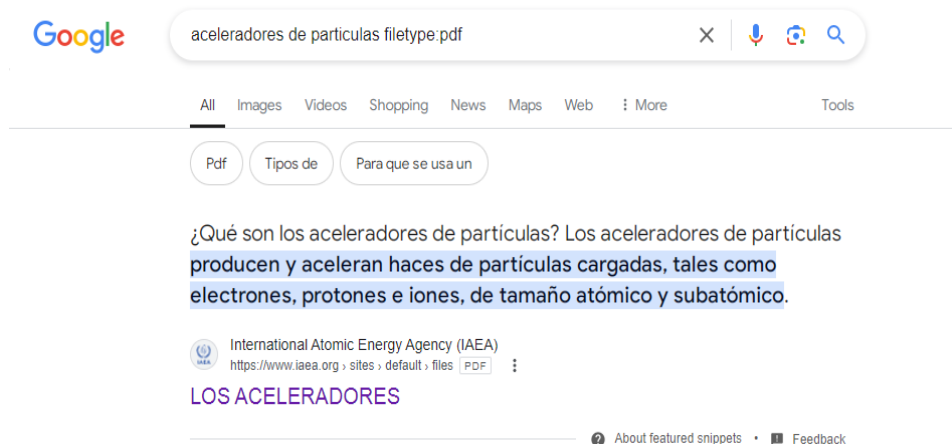 Google
aceleradores de particulas filetype:pdf
All Images Videos Shopping News Maps Web More Tools
Pdf Tipos de Para que se usa un
¿Qué son los aceleradores de partículas? Los aceleradores de partículas
producen y aceleran haces de partículas cargadas, tales como
electrones, protones e iones, de tamaño atómico y subatómico.
IAEA
International Atomic Energy Agency (IAEA)
https://www.iaea.org › sites › default › files PDF
LOS ACELERADORES
About featured snippets • Feedback